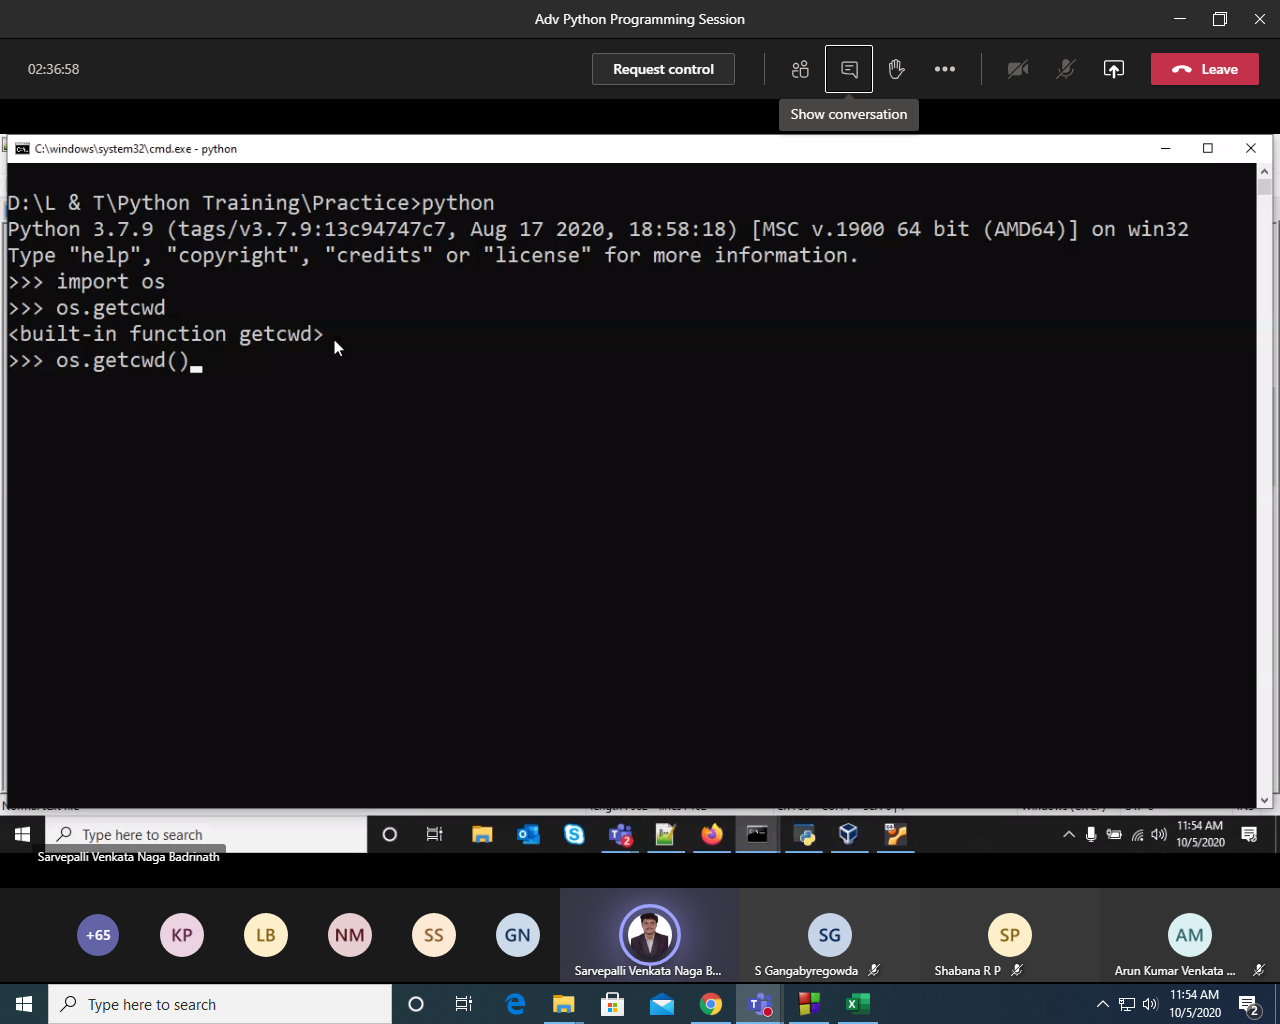 Adv Python Programming Session
02:36:58
Request control
Leave
Show conversation
C:\windows\system32\cmd.exe - python
D:\L & T\Python Training\Practice>python
Python 3.7.9 (tags/v3.7.9:13c94747c7, Aug 17 2020, 18:58:18) [MSC v.1900 64 bit (AMD64)] on win32
Type "help", "copyright", "credits" or "license" for more information.
>>> import os
>>> os.getcwd
<built-in function getcwd>
>>> os.getcwd()
Type here to search
2
11:54 AM
10/5/2020
Sarvepalli Venkata Naga Badrinath
+65
KP
LB
NM
SS
GN
SG
SP
AM
Sarvepalli Venkata Naga B...
S Gangabyregowda
Shabana R P
Arun Kumar Venkata ...
Type here to search
11:54 AM
10/5/2020
2